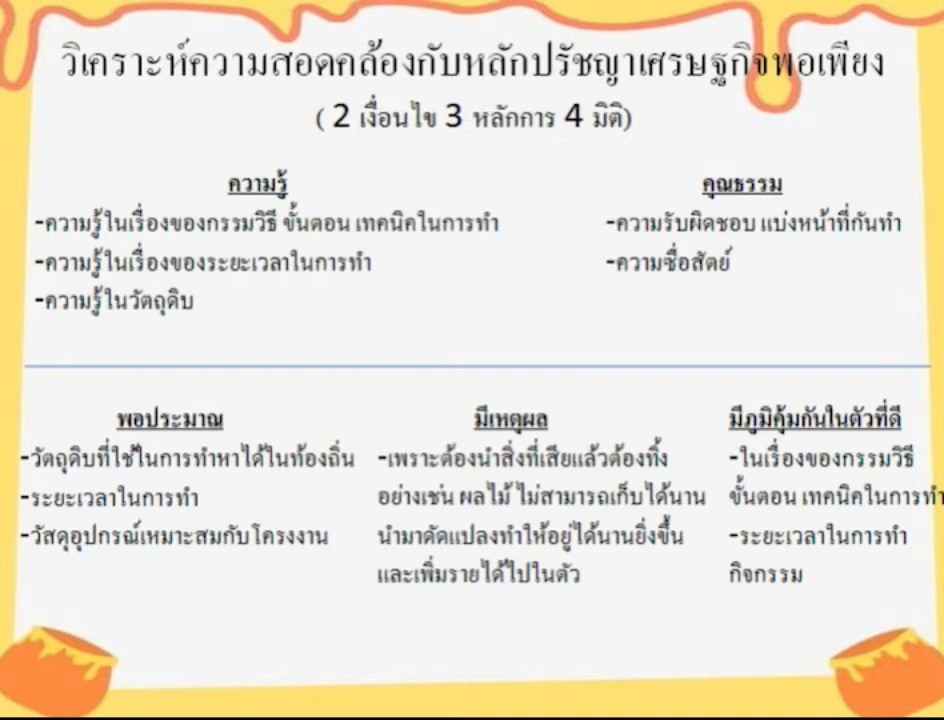 วิเคราะห์ความสอดคล้องกับหลักปรัชญาเศรษฐกิจพอเพียง
( 2 เงื่อนไข 3 หลักการ 4 มิติ)
ความรู้
-ความรู้ในเรื่องของกรรมวิธี ขั้นตอน เทคนิคในการทำ
-ความรู้ในเรื่องของระยะเวลาในการทำ
-ความรู้ในวัตถุดิบ
คุณธรรม
-ความรับผิดชอบ แบ่งหน้าที่กันทำ
-ความซื่อสัตย์
พอประมาณ
-วัตถุดิบที่ใช้ในการทำหาได้ในท้องถิ่น
-ระยะเวลาในการทำ
-วัสดุอุปกรณ์เหมาะสมกับโครงงาน
มีเหตุผล
-เพราะต้องนำสิ่งที่เสียแล้วต้องทิ้ง
อย่างเช่น ผลไม้ ไม่สามารถเก็บได้นาน
นำมาดัดแปลงทำให้อยู่ได้นานยิ่งขึ้น
และเพิ่มรายได้ไปในตัว
มีภูมิคุ้มกันในตัวที่ดี
-ในเรื่องของกรรมวิธี
ขั้นตอน เทคนิคในการทำ
-ระยะเวลาในการทำ
กิจกรรม